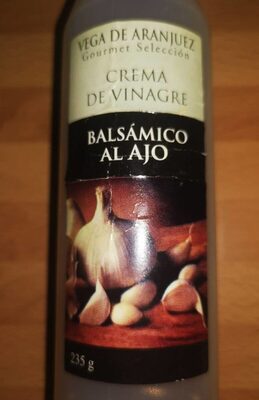 VEGA DE ARANJUEZ
Gourmet Selección
CREMA
DE VINAGRE
BALSÁMICO
AL AJO
235 g